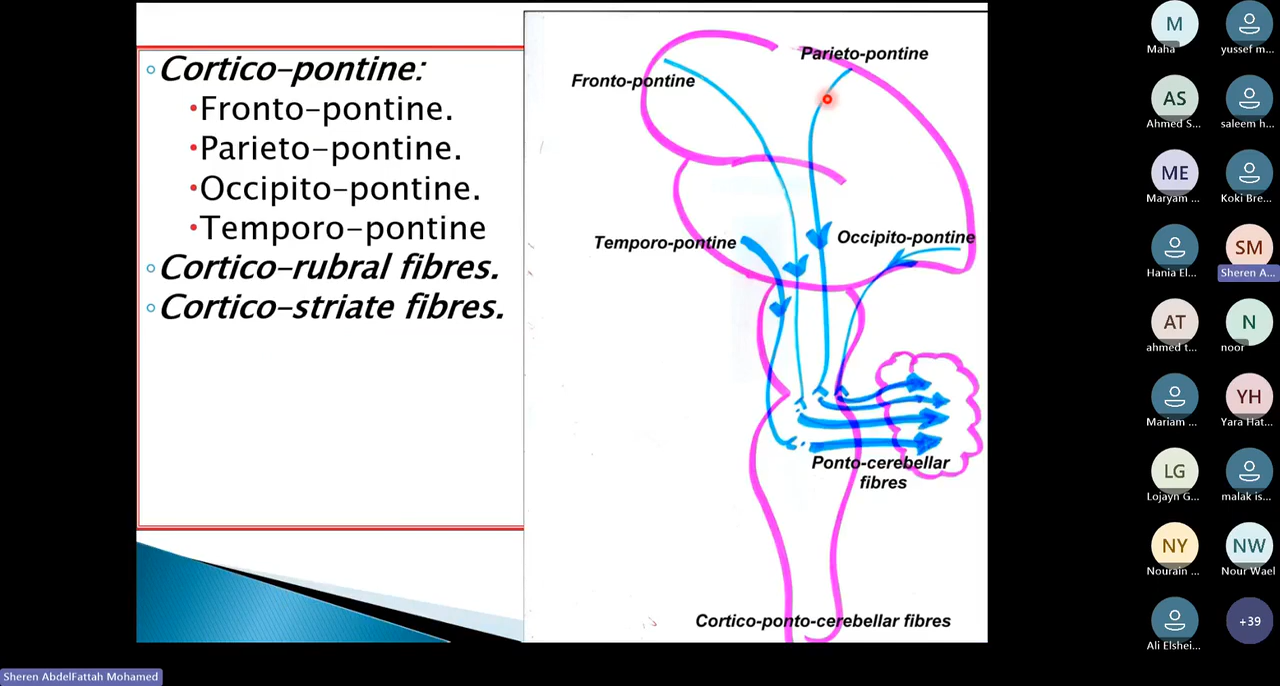 Cortico-pontine:
Fronto-pontine.
Parieto-pontine.
Occipito-pontine.
Temporo-pontine
Cortico-rubral fibres.
Cortico-striate fibres.
Parieto-pontine
Fronto-pontine
Temporo-pontine
Occipito-pontine
Ponto-cerebellar
fibres
Cortico-ponto-cerebellar fibres
M
Maha
yussef m...
AS
Ahmed S...
saleem h...
ME
Maryam ...
Koki Bre...
Hania El...
SM
Sheren A...
AT
ahmed t...
N
noor
Mariam ...
YH
Yara Hat...
LG
Lojayn G...
malak is...
NY
Nourain ...
NW
Nour Wael
Ali Elshei...
+39
Sheren AbdelFattah Mohamed